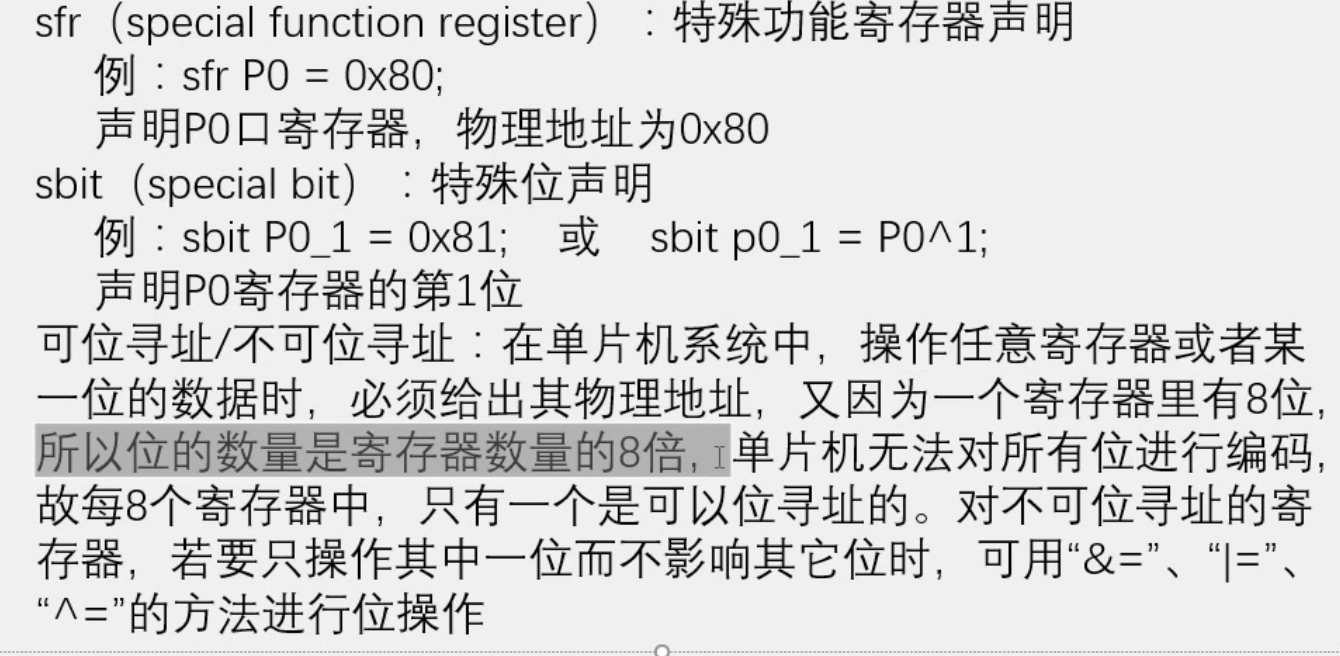 sfr（special function register）：特殊功能寄存器声明
例：sfr P0 = 0x80;
声明P0口寄存器，物理地址为0x80
sbit（special bit）：特殊位声明
例：sbit P0_1 = 0x81;    或    sbit p0_1 = P0^1;
声明P0寄存器的第1位
可位寻址/不可位寻址：在单片机系统中，操作任意寄存器或者某
一位的数据时，必须给出其物理地址，又因为一个寄存器里有8位，
所以位的数量是寄存器数量的8倍，单片机无法对所有位进行编码，
故每8个寄存器中，只有一个是可以位寻址的。对不可位寻址的寄
存器，若要只操作其中一位而不影响其它位时，可用“&=”、“|=”、
“^=”的方法进行位操作